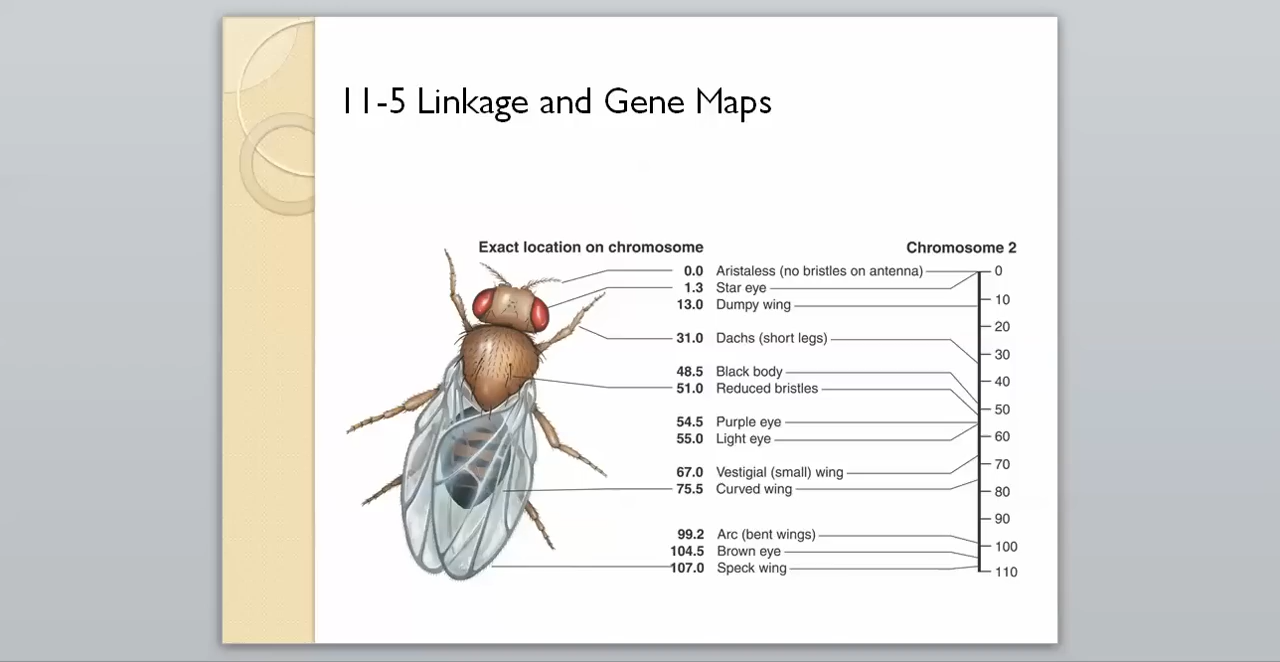 11-5 Linkage and Gene Maps
Exact location on chromosome
Chromosome 2
0.0 Aristaless (no bristles on antenna)
1.3 Star eye
13.0 Dumpy wing
31.0 Dachs (short legs)
48.5 Black body
51.0 Reduced bristles
54.5 Purple eye
55.0 Light eye
67.0 Vestigial (small) wing
75.5 Curved wing
99.2 Arc (bent wings)
104.5 Brown eye
107.0 Speck wing
0
10
20
30
40
50
60
70
80
90
100
110